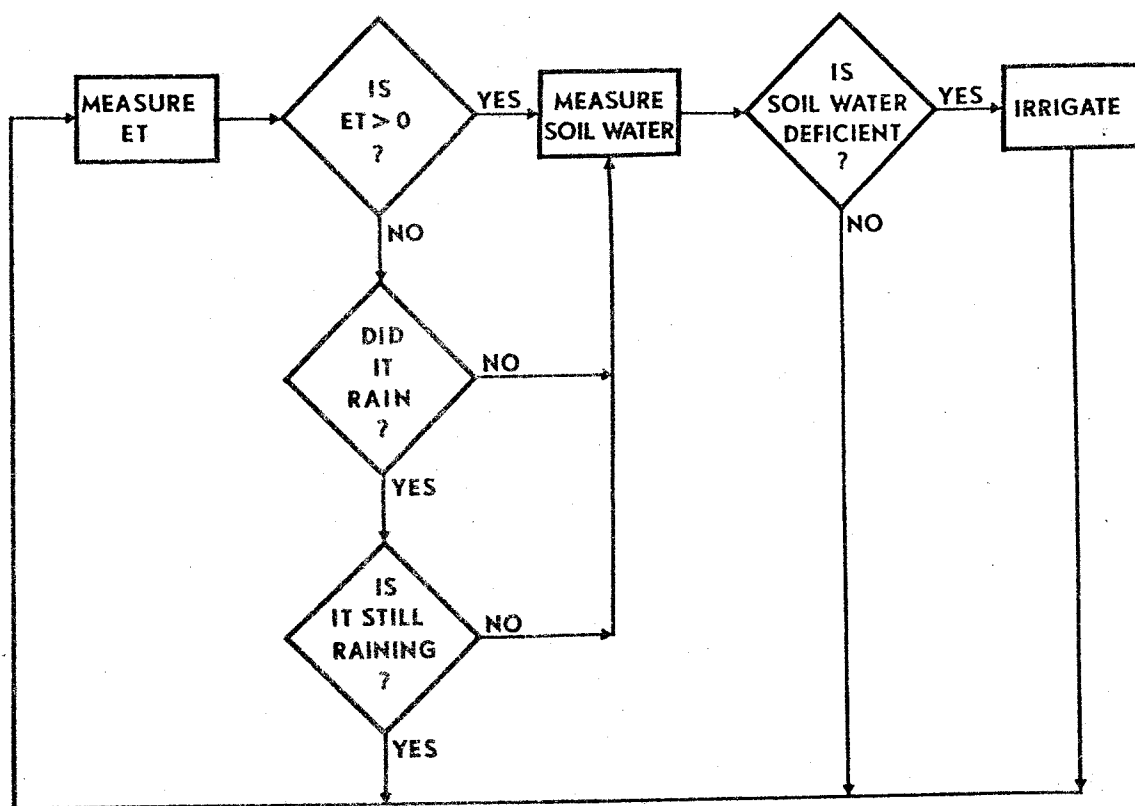 MEASURE
ET
IS
ET > 0
?
YES
MEASURE
SOIL WATER
IS
SOIL WATER
DEFICIENT
?
YES
IRRIGATE
NO
NO
DID
IT
RAIN
?
NO
YES
IS
IT STILL
RAINING
?
NO
YES